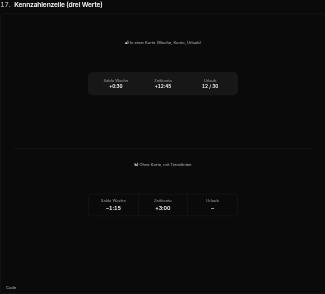 17. Kennzahlenzeile (drei Werte)
a) In einer Karte (Woche, Konto, Urlaub)
Saldo Woche Zeitkonto Urlaub
+0:30 +12:45 12 / 30
b) Ohne Karte, mit Trennlinien
Saldo Woche Zeitkonto Urlaub
−1:15 +3:00 –
Code